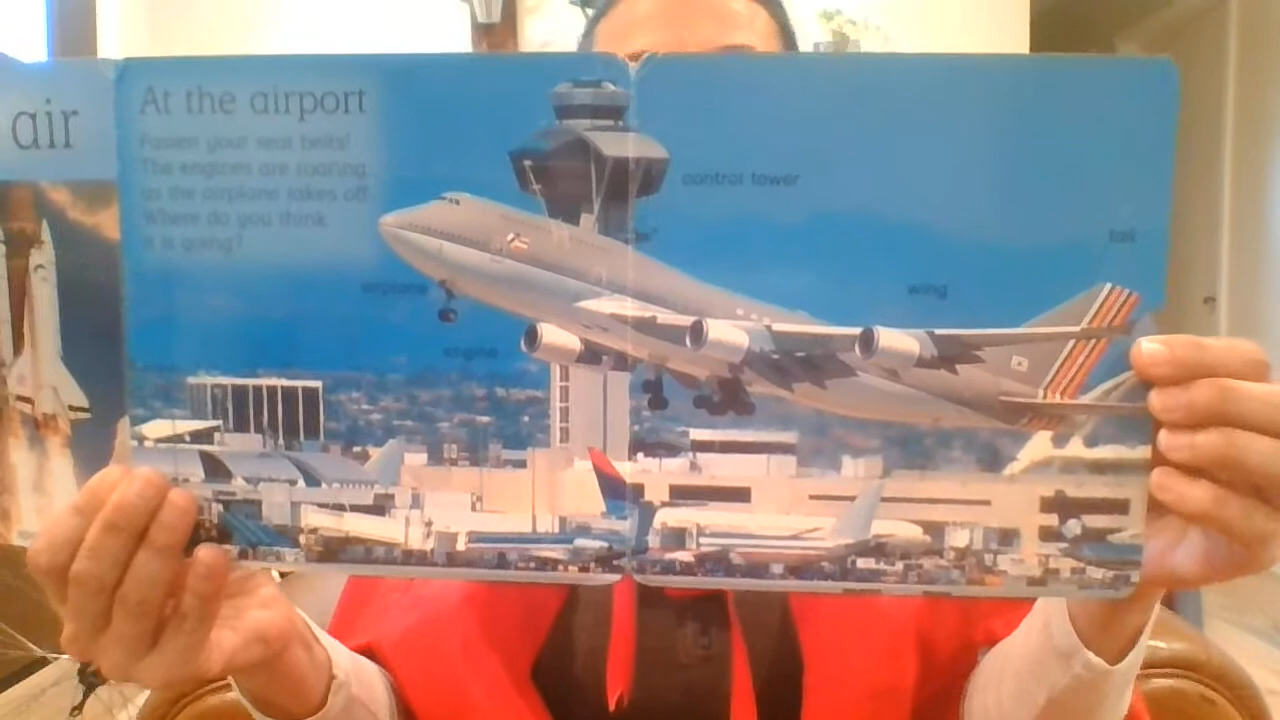 air
At the airport
Fasten your seat belts!
The engines are roaring
as the airplane takes off.
Where do you think
it is going?
control tower
tail
airplane
wing
engine